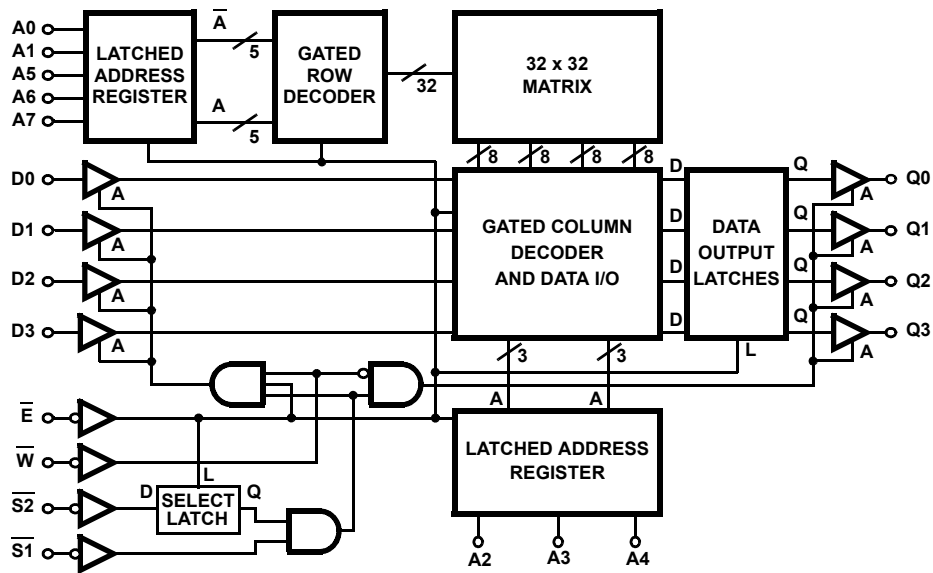 A0
A1
A5
A6
A7
LATCHED
ADDRESS
REGISTER
A̅
5
A
5
GATED
ROW
DECODER
32
32 x 32
MATRIX
8
8
8
8
D0
A
D1
A
D2
A
D3
A
GATED COLUMN
DECODER
AND DATA I/O
D
D
D
D
DATA
OUTPUT
LATCHES
L
Q
Q
Q
Q
A
A
A
A
Q0
Q1
Q2
Q3
3
3
A
A
LATCHED ADDRESS
REGISTER
A2
A3
A4
E̅
W̅
S̅2̅
S̅1̅
D
L
Q
SELECT
LATCH